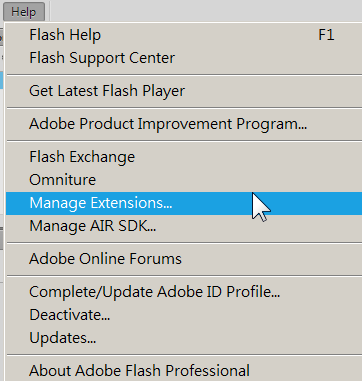 Help
Flash Help F1
Flash Support Center
Get Latest Flash Player
Adobe Product Improvement Program...
Flash Exchange
Omniture
Manage Extensions...
Manage AIR SDK...
Adobe Online Forums
Complete/Update Adobe ID Profile...
Deactivate...
Updates...
About Adobe Flash Professional